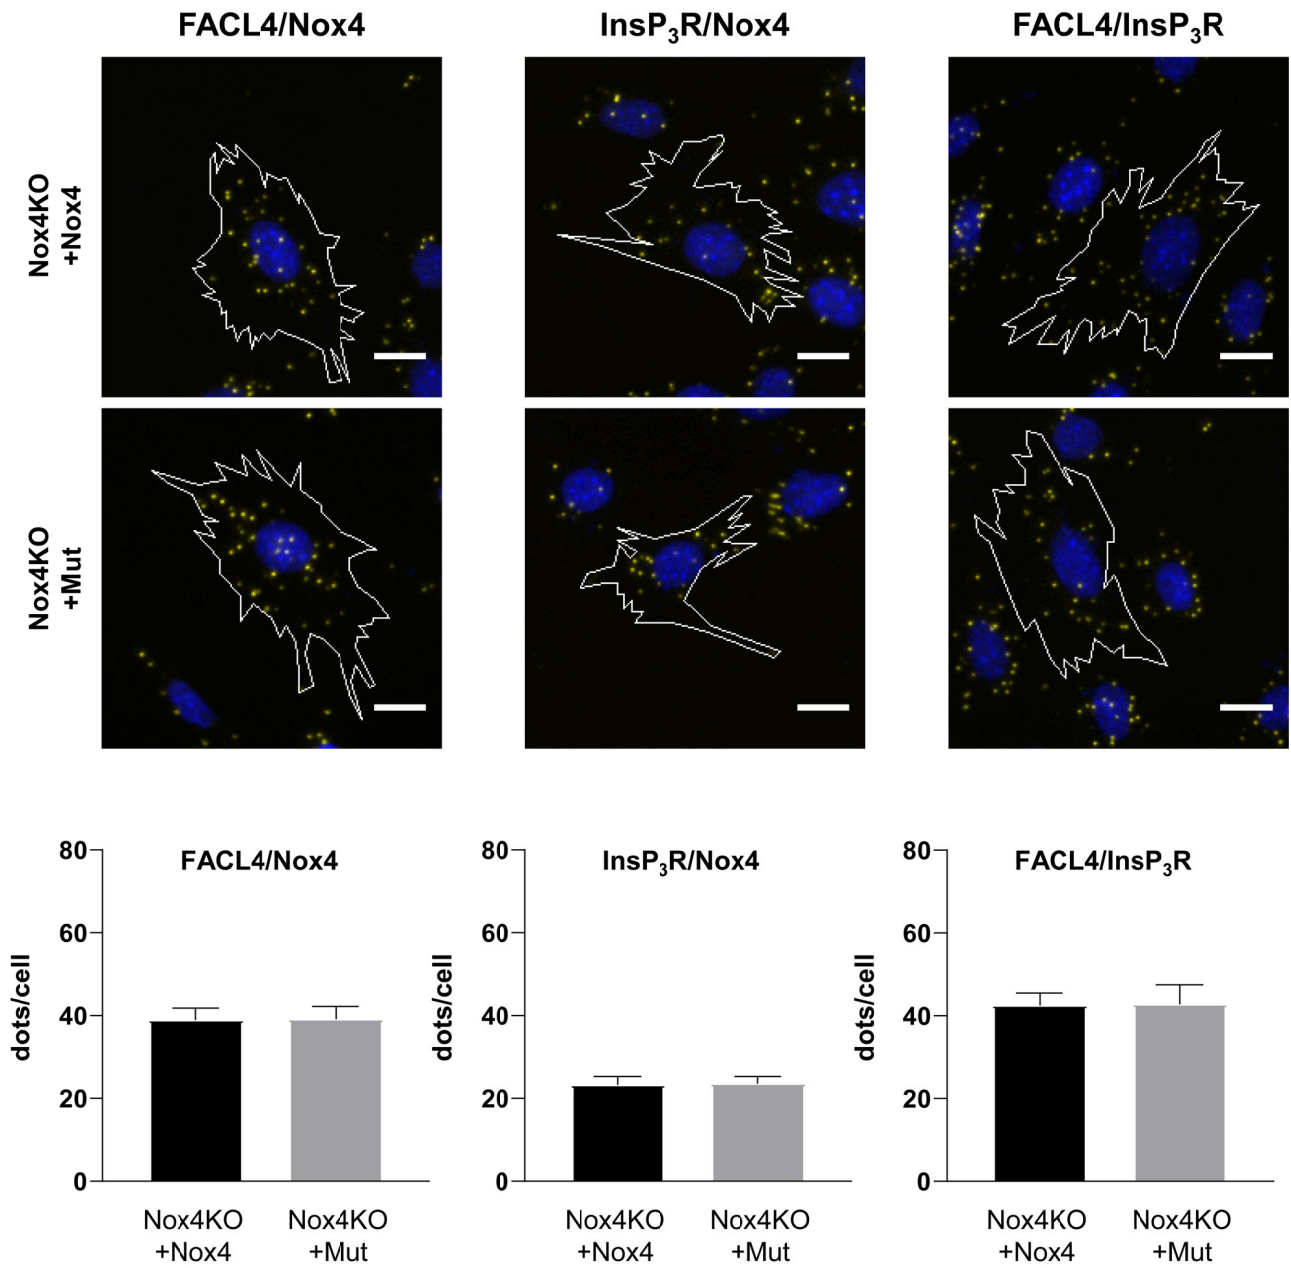 FACL4/Nox4
InsP₃R/Nox4
FACL4/InsP₃R
Nox4KO
+Nox4
Nox4KO
+Mut
FACL4/Nox4
dots/cell
80
60
40
20
0
Nox4KO
+Nox4
Nox4KO
+Mut
InsP₃R/Nox4
dots/cell
80
60
40
20
0
Nox4KO
+Nox4
Nox4KO
+Mut
FACL4/InsP₃R
dots/cell
80
60
40
20
0
Nox4KO
+Nox4
Nox4KO
+Mut